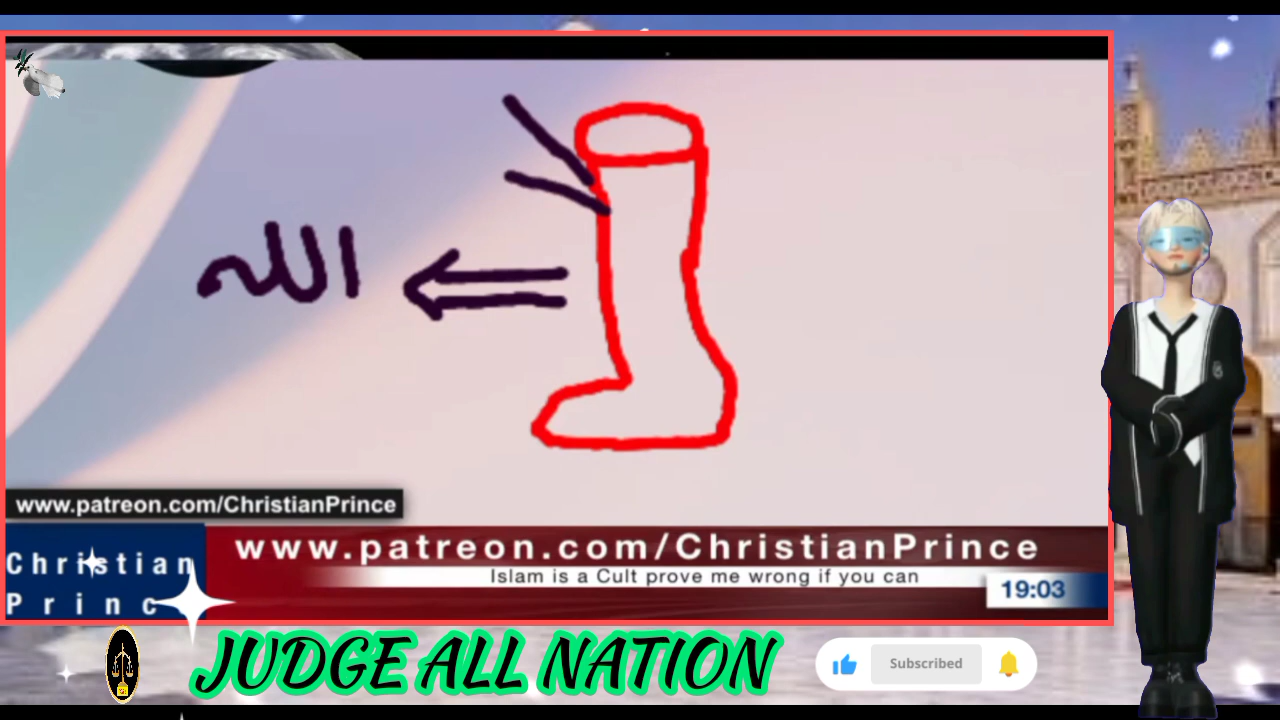 الله
www.patreon.com/ChristianPrince
www.patreon.com/ChristianPrince
Islam is a Cult prove me wrong if you can
Christian
Princ
19:03
JUDGE ALL NATION
Subscribed